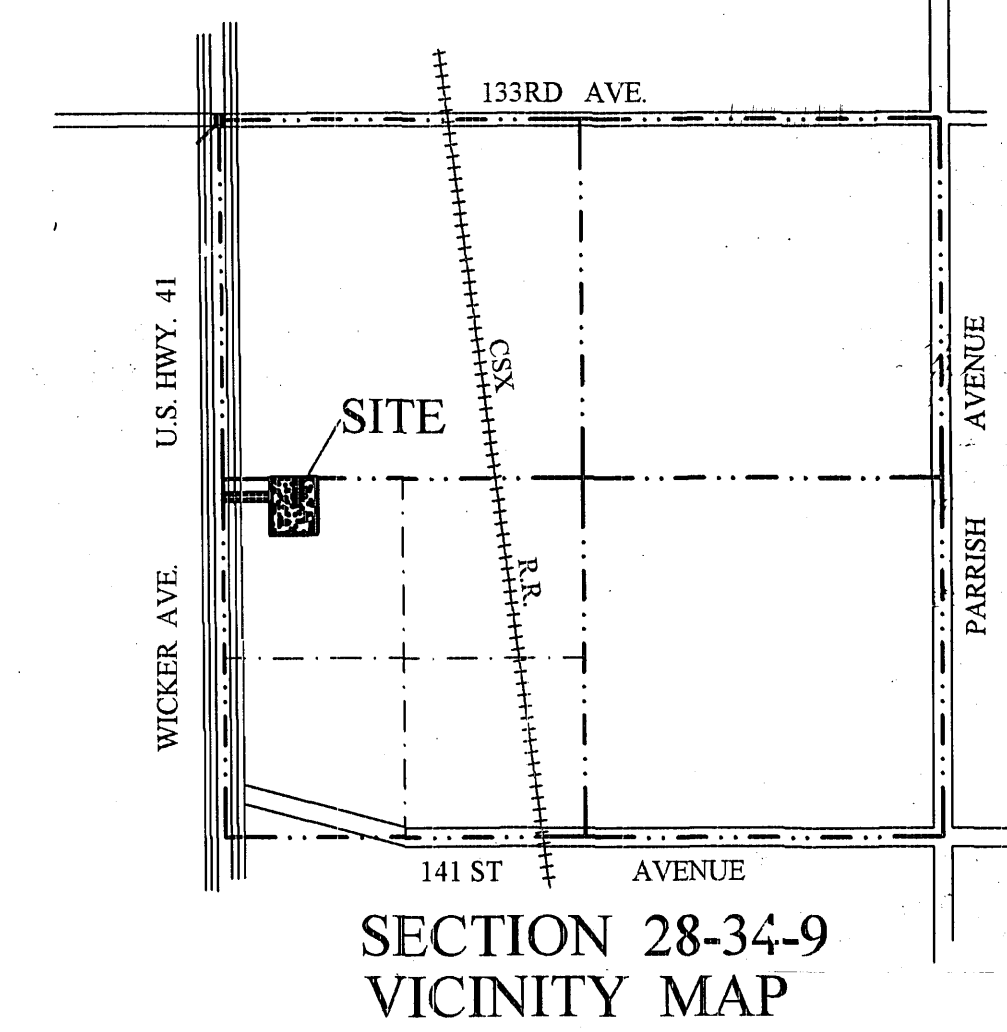 133RD AVE.
U.S. HWY. 41
CSX
AVENUE
SITE
R.R.
PARRISH
WICKER AVE.
141 ST AVENUE
SECTION 28-34-9
VICINITY MAP